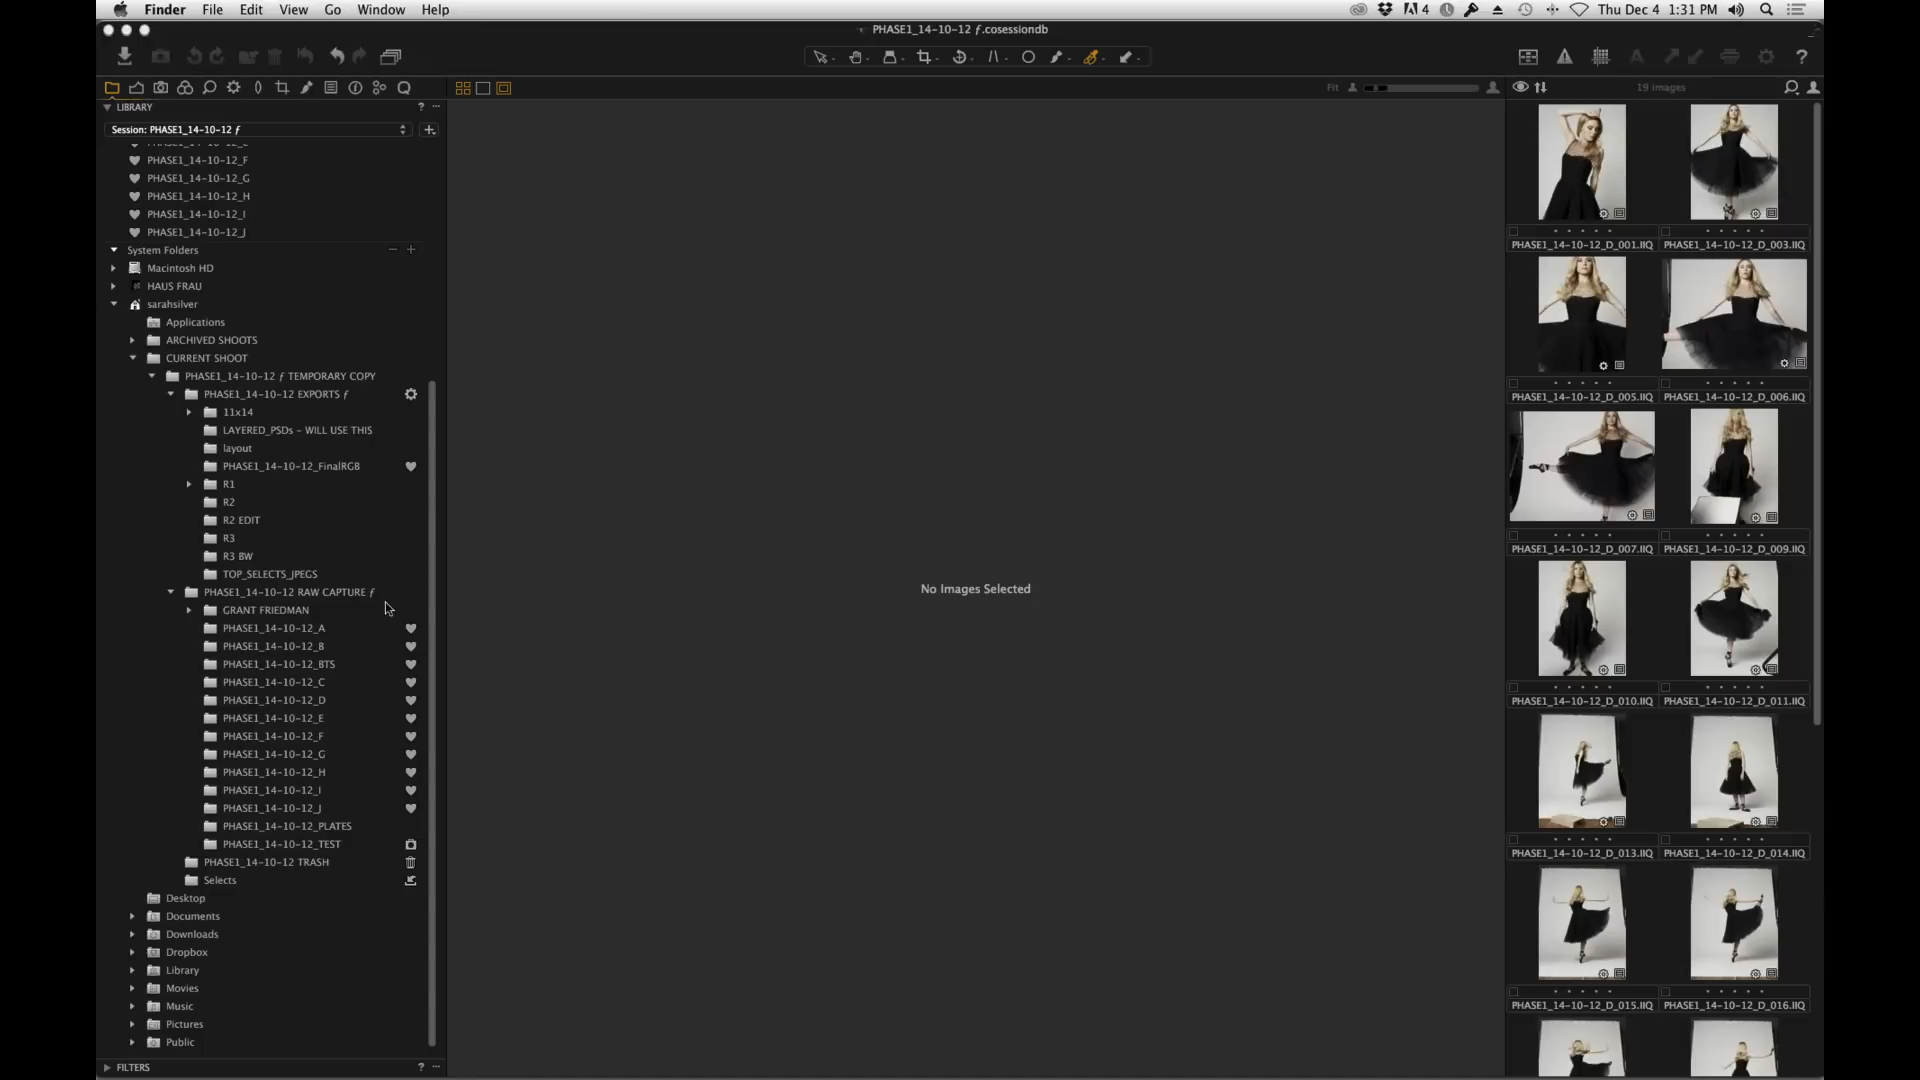 Finder File Edit View Go Window Help
4 Thu Dec 4 1:31 PM
PHASE1_14-10-12 ƒ.cosessiondb
?
Fit
19 images
LIBRARY ? ...
Session: PHASE1_14-10-12 ƒ
PHASE1_14-10-12_E
PHASE1_14-10-12_F
PHASE1_14-10-12_G
PHASE1_14-10-12_H
PHASE1_14-10-12_I
PHASE1_14-10-12_J
System Folders
Macintosh HD
HAUS FRAU
sarahsilver
Applications
ARCHIVED SHOOTS
CURRENT SHOOT
PHASE1_14-10-12 ƒ TEMPORARY COPY
PHASE1_14-10-12 EXPORTS ƒ
11x14
LAYERED_PSDs - WILL USE THIS
layout
PHASE1_14-10-12_FinalRGB
R1
R2
R2 EDIT
R3
R3 BW
TOP_SELECTS_JPEGS
PHASE1_14-10-12 RAW CAPTURE ƒ
GRANT FRIEDMAN
PHASE1_14-10-12_A
PHASE1_14-10-12_B
PHASE1_14-10-12_BTS
PHASE1_14-10-12_C
PHASE1_14-10-12_D
PHASE1_14-10-12_E
PHASE1_14-10-12_F
PHASE1_14-10-12_G
PHASE1_14-10-12_H
PHASE1_14-10-12_I
PHASE1_14-10-12_J
PHASE1_14-10-12_PLATES
PHASE1_14-10-12_TEST
PHASE1_14-10-12 TRASH
Selects
Desktop
Documents
Downloads
Dropbox
Library
Movies
Music
Pictures
Public
FILTERS ? ...
No Images Selected
PHASE1_14-10-12_D_001.IIQ PHASE1_14-10-12_D_003.IIQ
PHASE1_14-10-12_D_005.IIQ PHASE1_14-10-12_D_006.IIQ
PHASE1_14-10-12_D_007.IIQ PHASE1_14-10-12_D_009.IIQ
PHASE1_14-10-12_D_010.IIQ PHASE1_14-10-12_D_011.IIQ
PHASE1_14-10-12_D_013.IIQ PHASE1_14-10-12_D_014.IIQ
PHASE1_14-10-12_D_015.IIQ PHASE1_14-10-12_D_016.IIQ